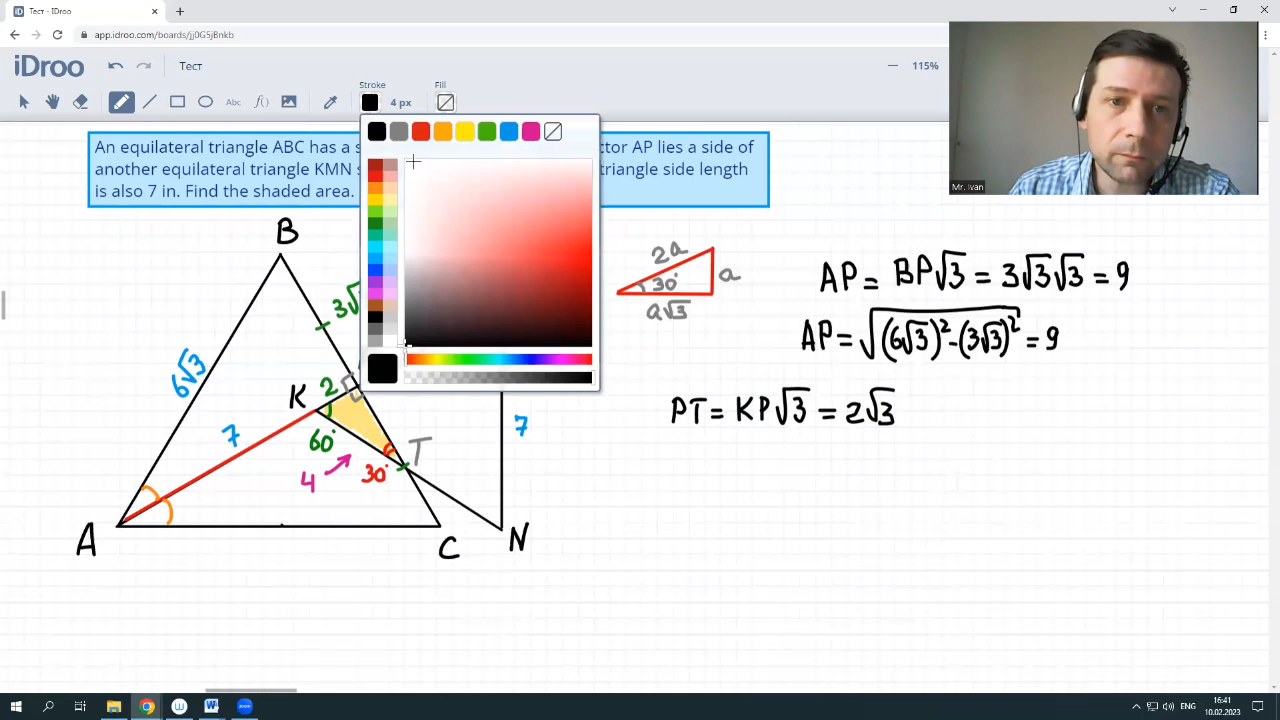 iDroo - Тест
app.idroo.com/boards/jj0G5jBnkb
iDroo
Тест
115%
Stroke
Fill
Abc
f()
4 px
An equilateral triangle ABC has a
ctor AP lies a side of
another equilateral triangle KMN
triangle side length
is also 7 in. Find the shaded area.
Mr. Ivan
B
3√
6√3
K
2
7
60°
4
30°
T
7
A
C
N
2a
30°
a
a√3
AP = BP√3 = 3√3√3 = 9
AP = √(6√3)²-(3√3)² = 9
PT = KP√3 = 2√3
ENG
16:41
10.02.2023